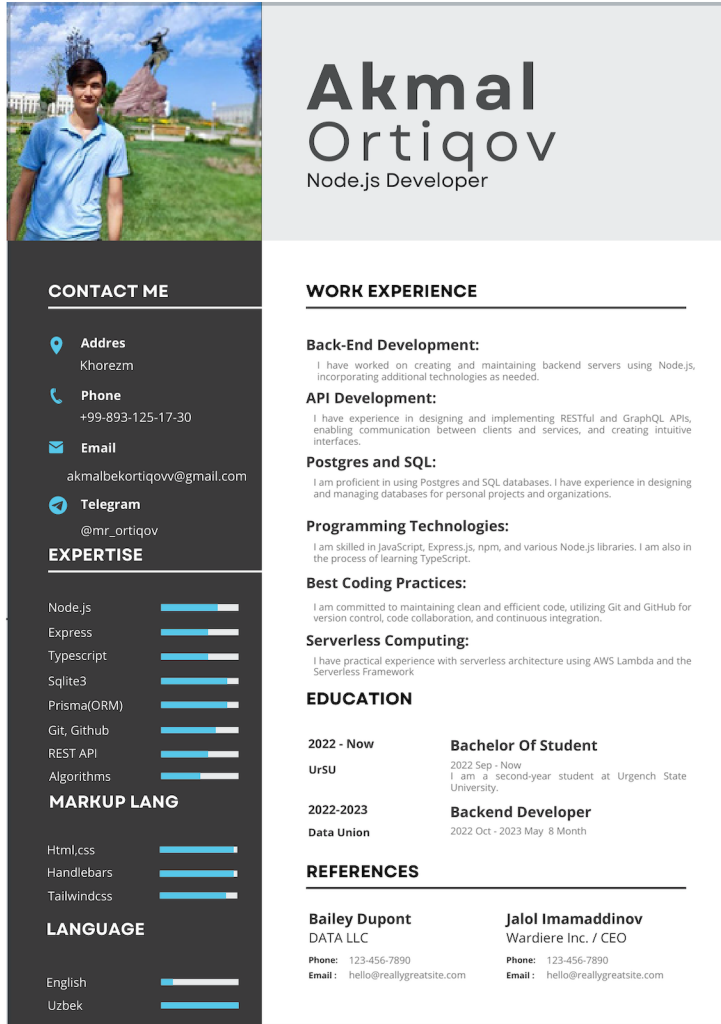 Akmal
Ortiqov
Node.js Developer
CONTACT ME
Addres
Khorezm
Phone
+99-893-125-17-30
Email
akmalbekortiqovv@gmail.com
Telegram
@mr_ortiqov
EXPERTISE
Node.js
Express
Typescript
Sqlite3
Prisma(ORM)
Git, Github
REST API
Algorithms
MARKUP LANG
Html,css
Handlebars
Tailwindcss
LANGUAGE
English
Uzbek
WORK EXPERIENCE
Back-End Development:
I have worked on creating and maintaining backend servers using Node.js,
incorporating additional technologies as needed.
API Development:
I have experience in designing and implementing RESTful and GraphQL APIs,
enabling communication between clients and services, and creating intuitive
interfaces.
Postgres and SQL:
I am proficient in using Postgres and SQL databases. I have experience in designing
and managing databases for personal projects and organizations.
Programming Technologies:
I am skilled in JavaScript, Express.js, npm, and various Node.js libraries. I am also in
the process of learning TypeScript.
Best Coding Practices:
I am committed to maintaining clean and efficient code, utilizing Git and GitHub for
version control, code collaboration, and continuous integration.
Serverless Computing:
I have practical experience with serverless architecture using AWS Lambda and the
Serverless Framework
EDUCATION
2022 - Now
UrSU
Bachelor Of Student
2022 Sep - Now
I am a second-year student at Urgench State
University.
2022-2023
Data Union
Backend Developer
2022 Oct - 2023 May 8 Month
REFERENCES
Bailey Dupont
DATA LLC
Phone: 123-456-7890
Email : hello@reallygreatsite.com
Jalol Imamaddinov
Wardiere Inc. / CEO
Phone: 123-456-7890
Email : hello@reallygreatsite.com